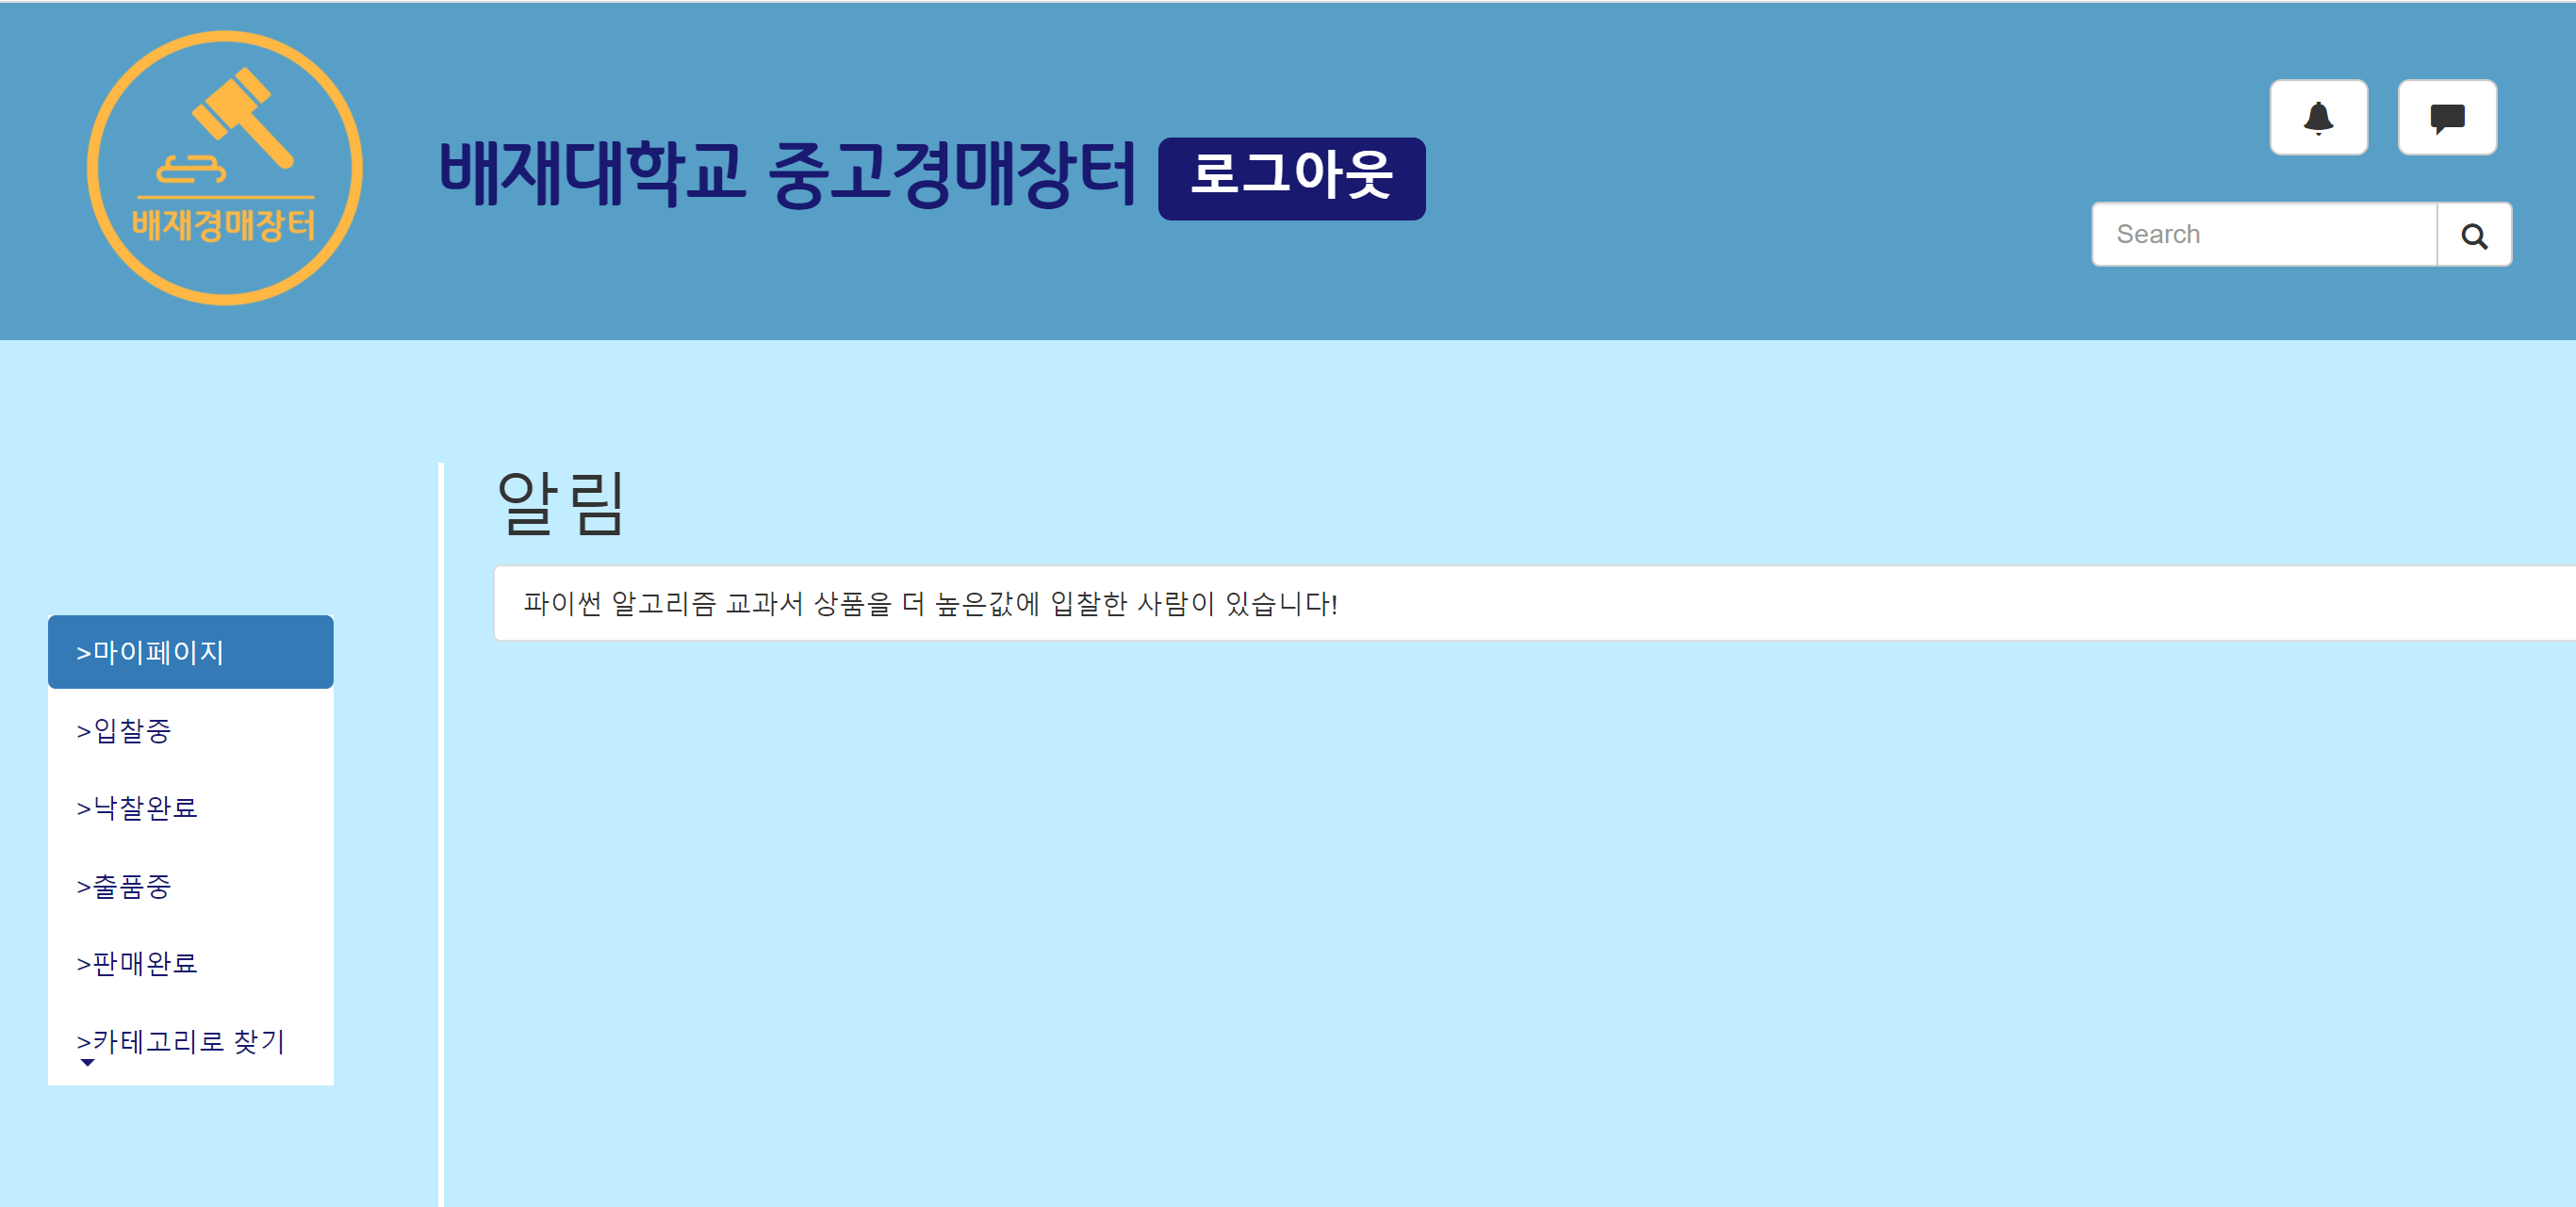 배재경매장터
배재대학교 중고경매장터 로그아웃
Search
알림
파이썬 알고리즘 교과서 상품을 더 높은값에 입찰한 사람이 있습니다!
>마이페이지
>입찰중
>낙찰완료
>출품중
>판매완료
>카테고리로 찾기